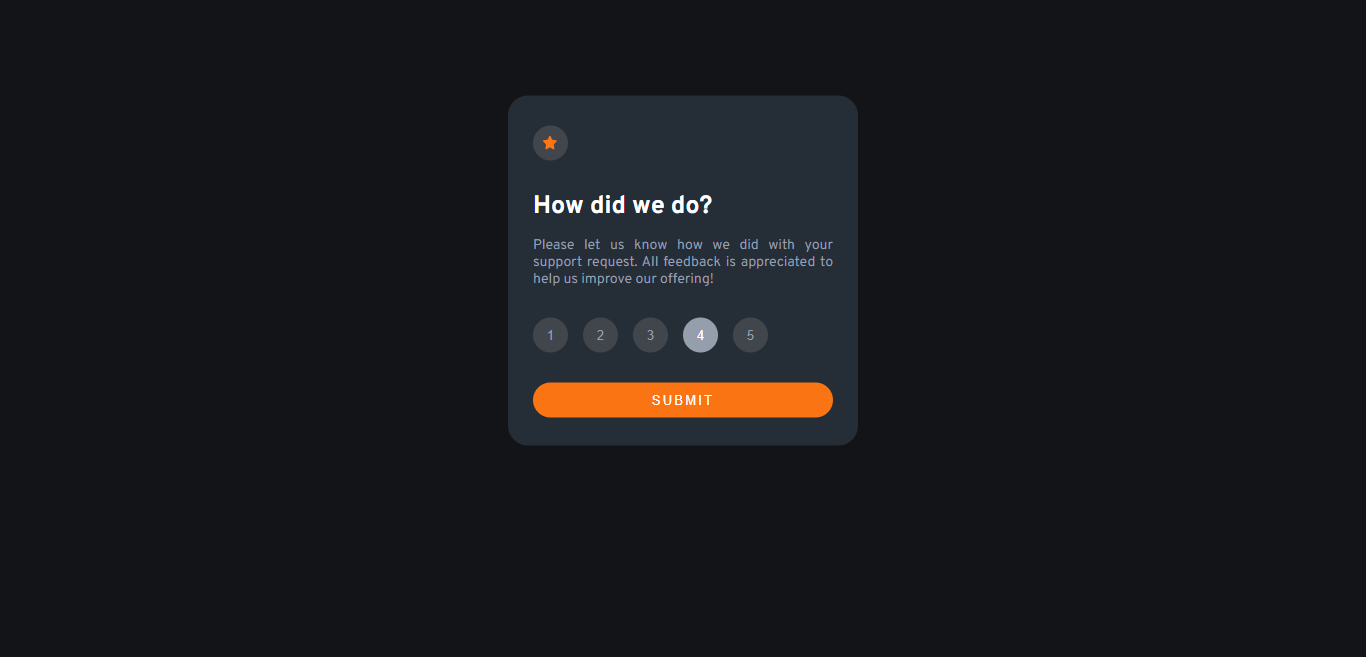 How did we do?
Please let us know how we did with your
support request. All feedback is appreciated to
help us improve our offering!
1 2 3 4 5
SUBMIT